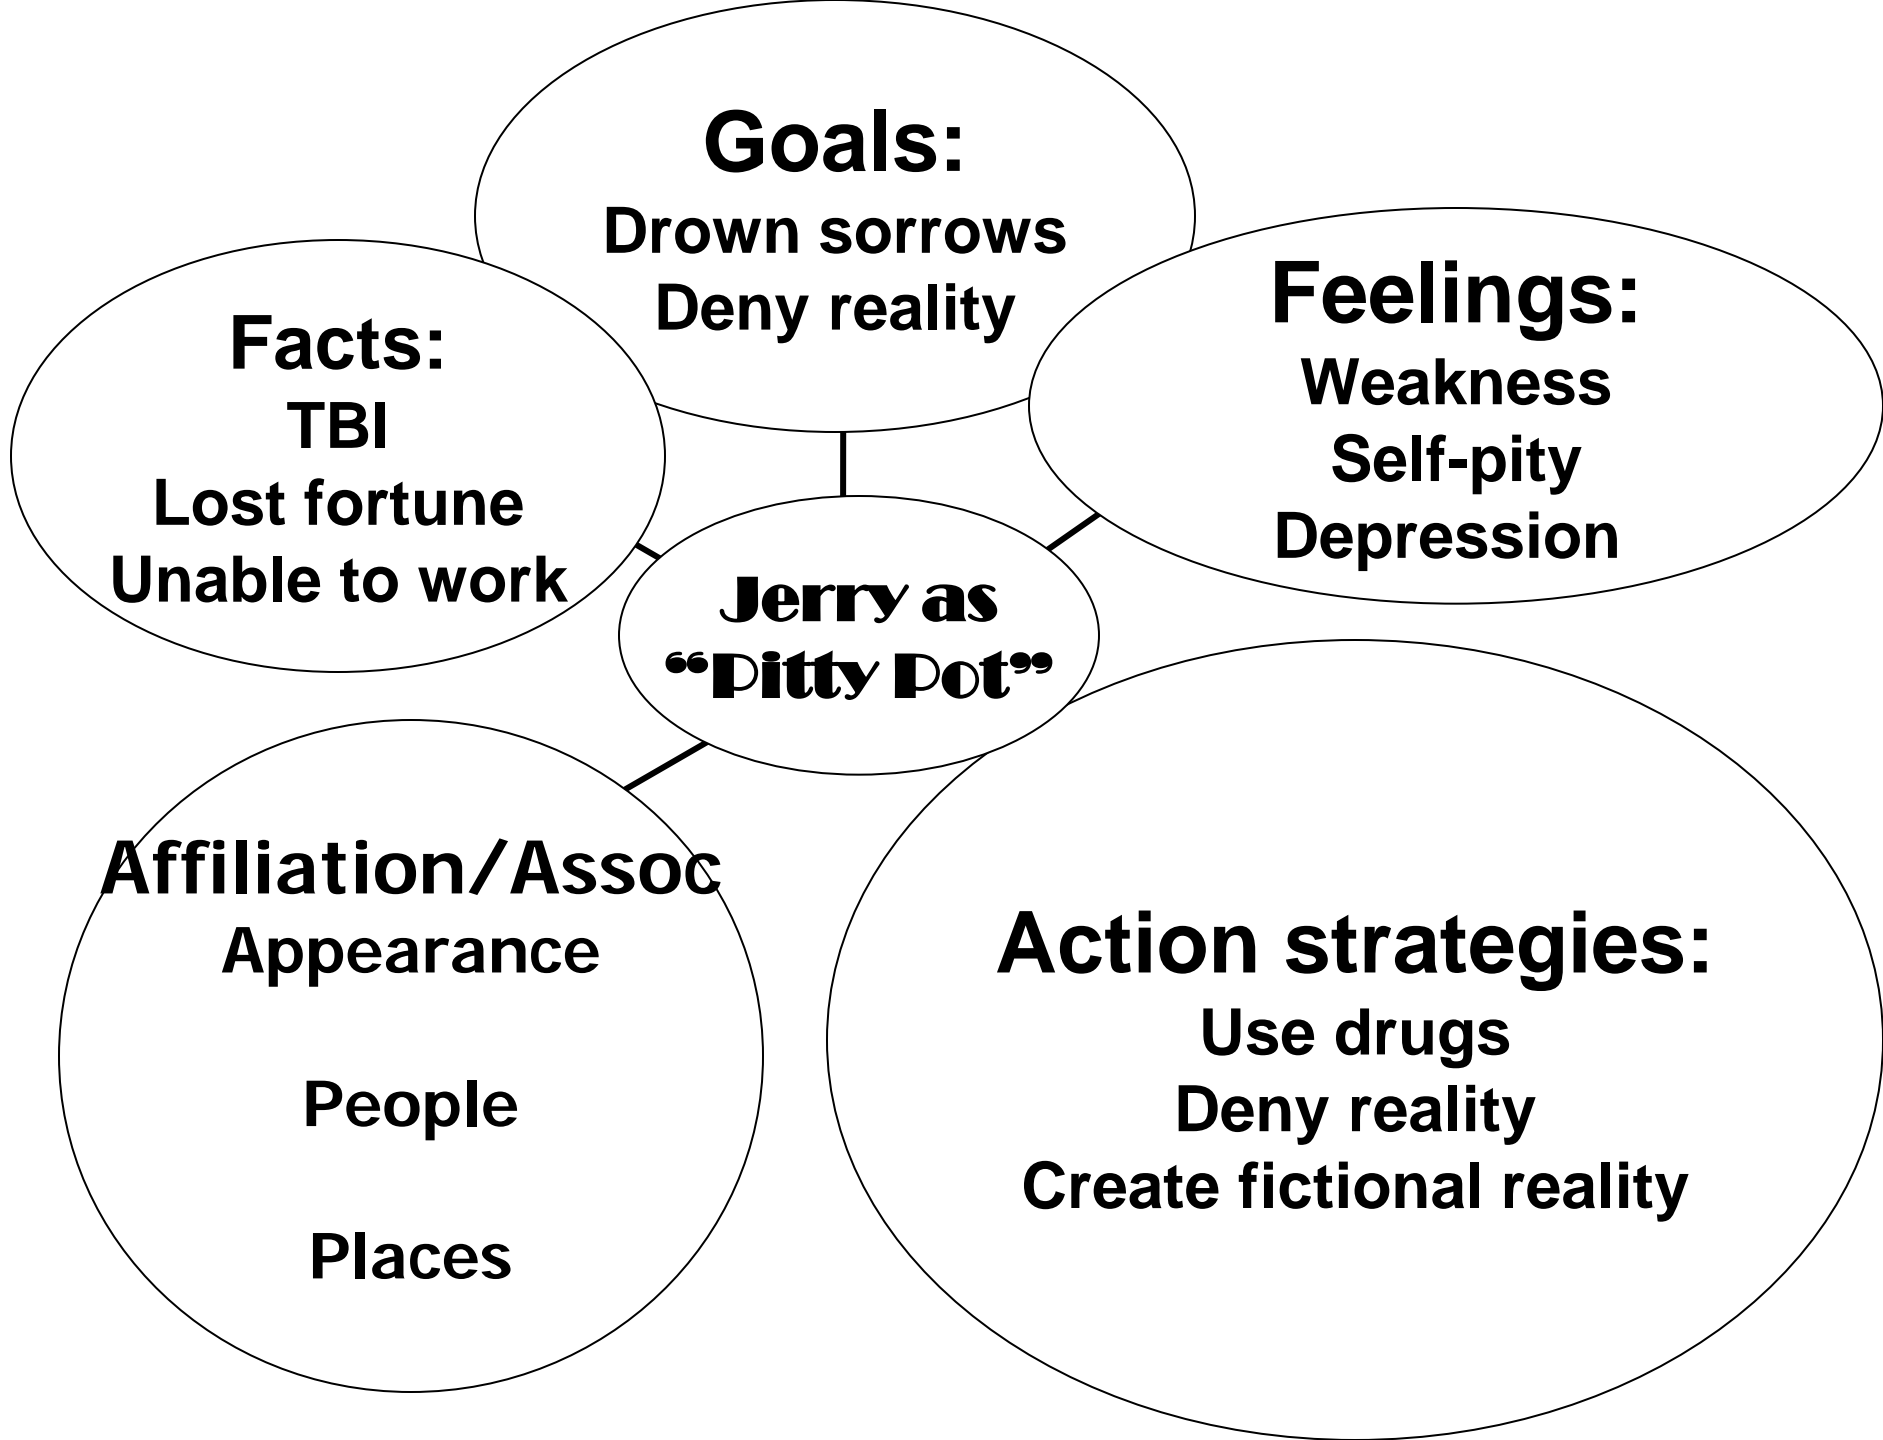 Goals:
Drown sorrows
Deny reality
Facts:
TBI
Lost fortune
Unable to work
Feelings:
Weakness
Self-pity
Depression
Jerry as
“Pitty Pot”
Affiliation/Assoc
Appearance
People
Places
Action strategies:
Use drugs
Deny reality
Create fictional reality